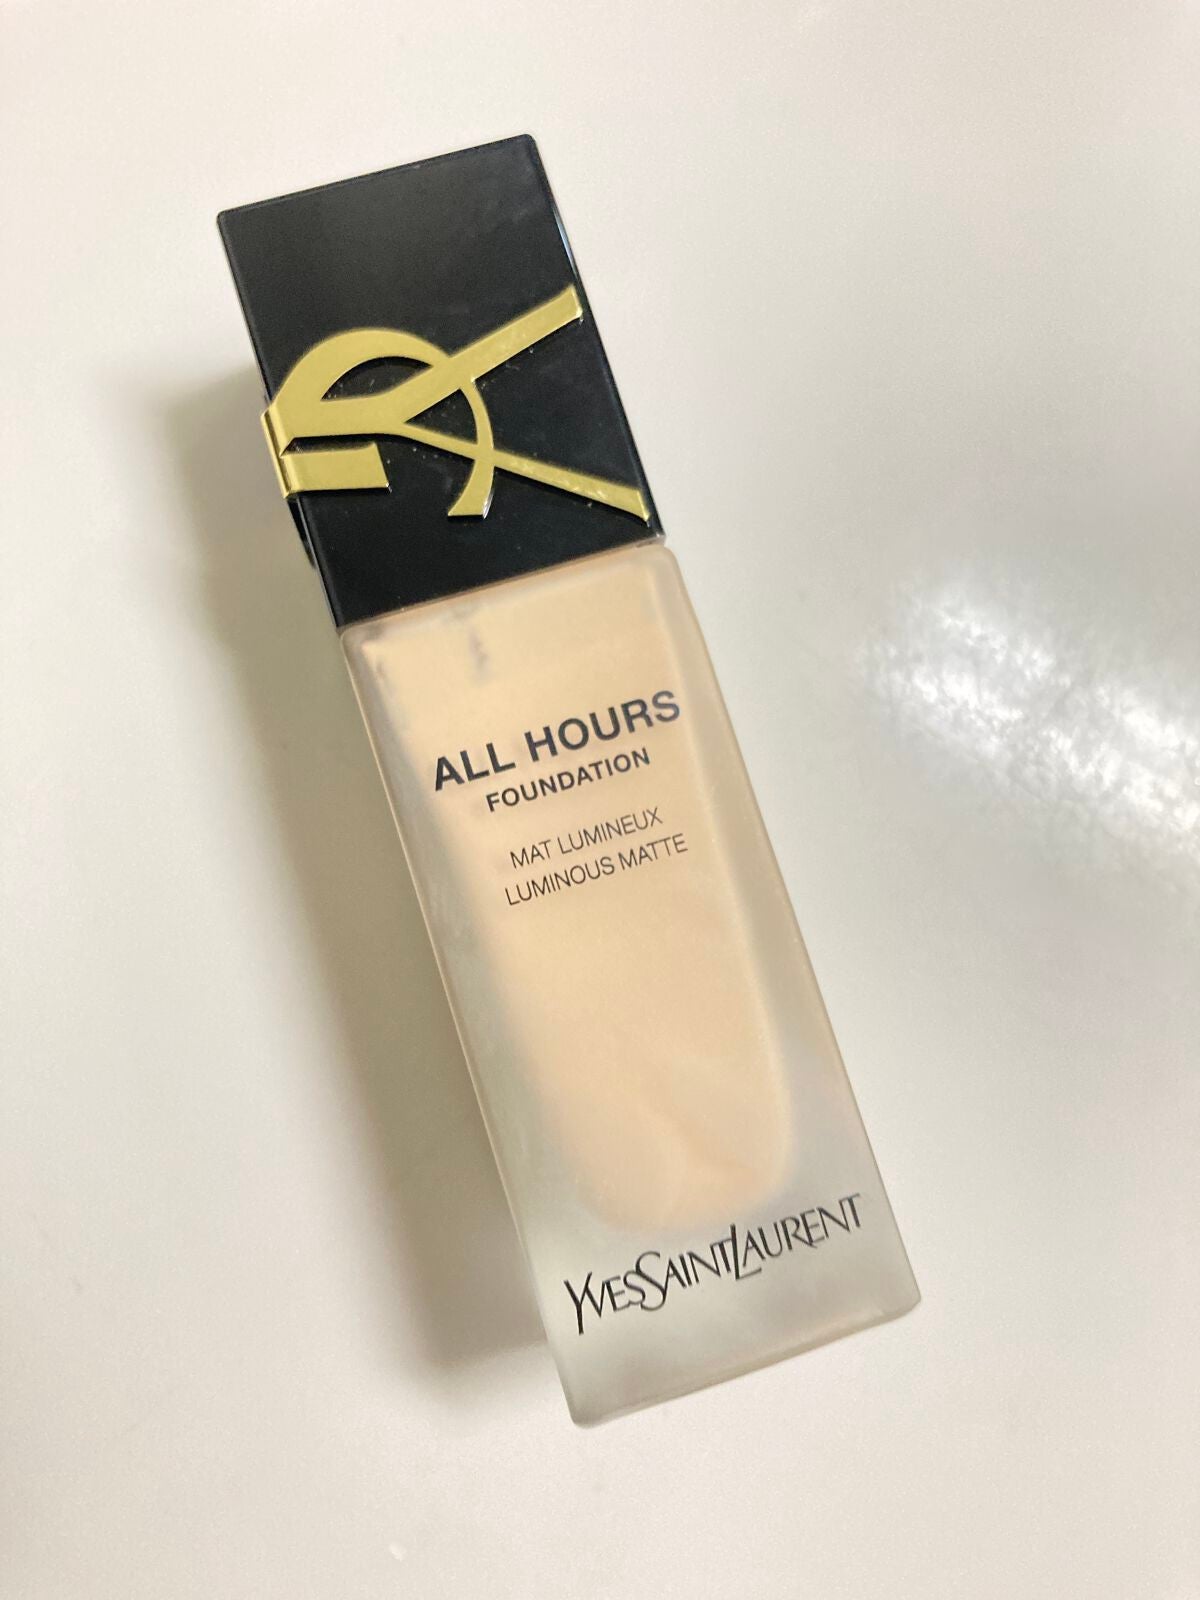 ALL HOURS
FOUNDATION
MAT LUMINEUX
LUMINOUS MATTE
YVESSAINTLAURENT